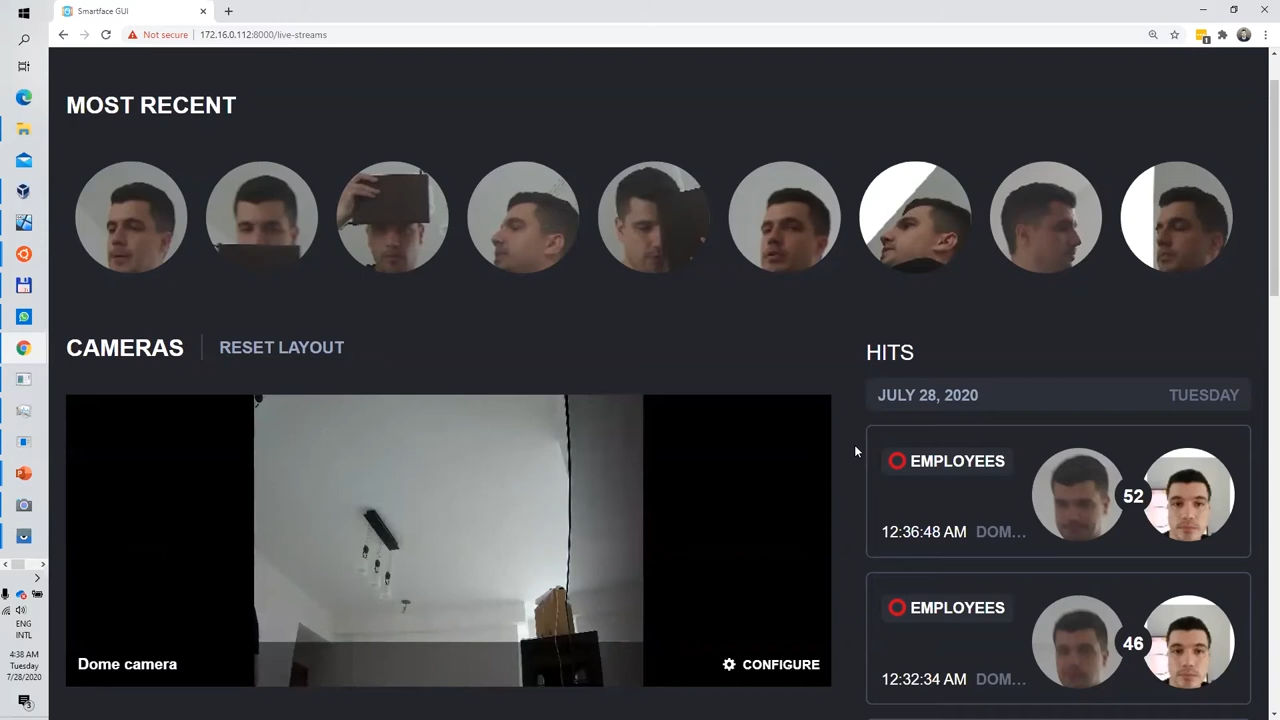 Smartface GUI
Not secure
172.16.0.112:8000/live-streams
MOST RECENT
CAMERAS
RESET LAYOUT
Dome camera
CONFIGURE
HITS
JULY 28, 2020
TUESDAY
EMPLOYEES
52
12:36:48 AM DOM...
EMPLOYEES
46
12:32:34 AM DOM...
ENG
INTL
4:38 AM
Tuesday
7/28/2020